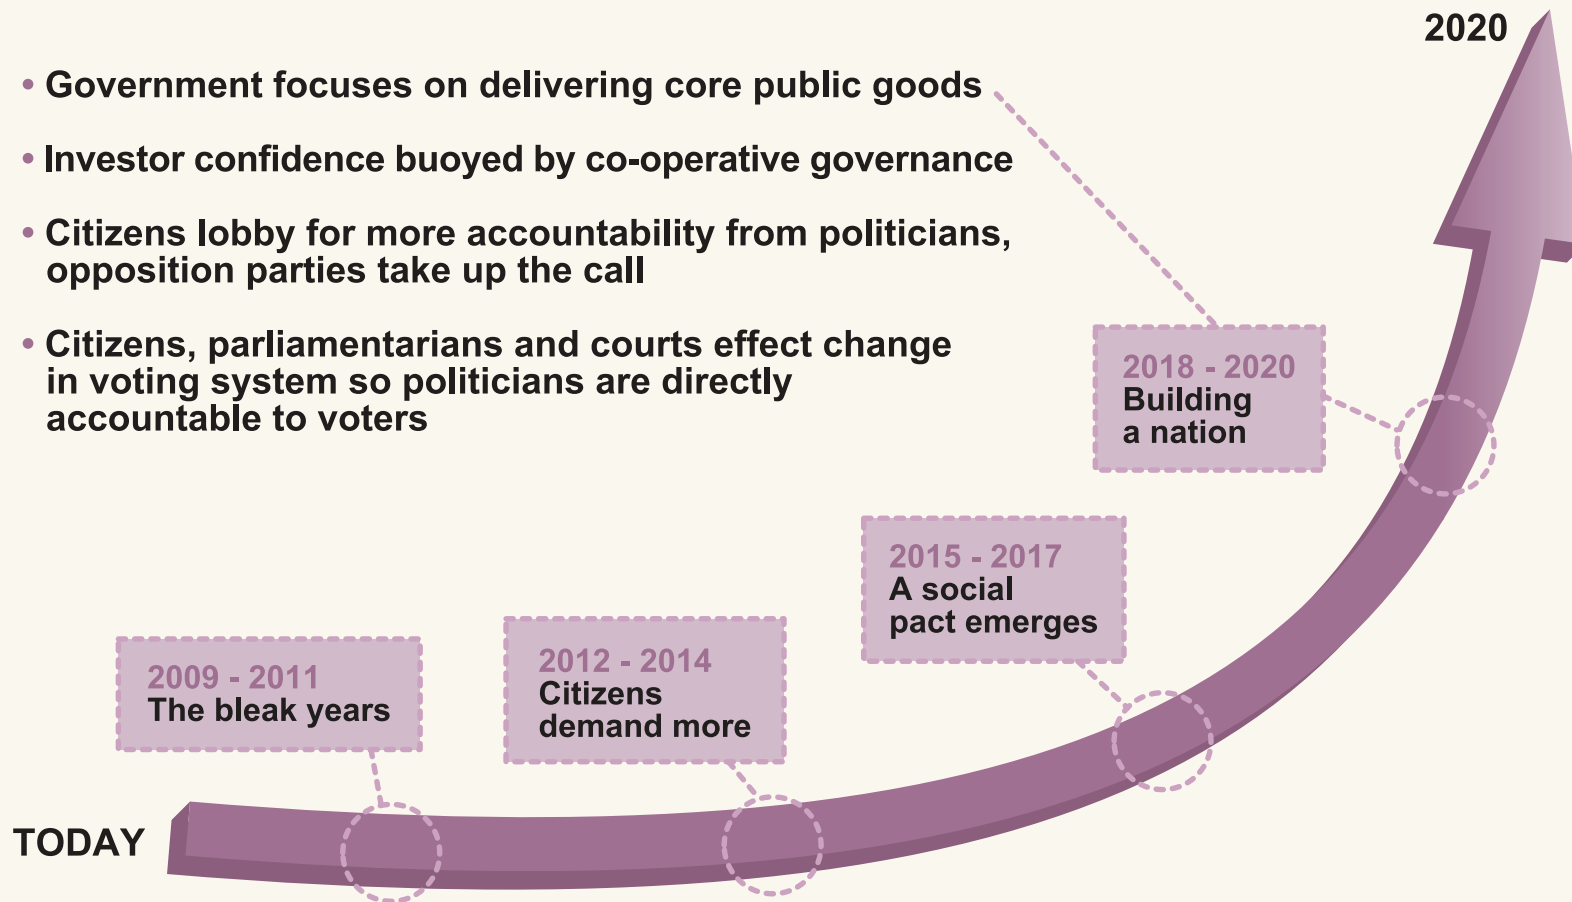 2020
• Government focuses on delivering core public goods
• Investor confidence buoyed by co-operative governance
• Citizens lobby for more accountability from politicians,
opposition parties take up the call
• Citizens, parliamentarians and courts effect change
in voting system so politicians are directly
accountable to voters
2018 - 2020
Building
a nation
2015 - 2017
A social
pact emerges
2012 - 2014
Citizens
demand more
2009 - 2011
The bleak years
TODAY